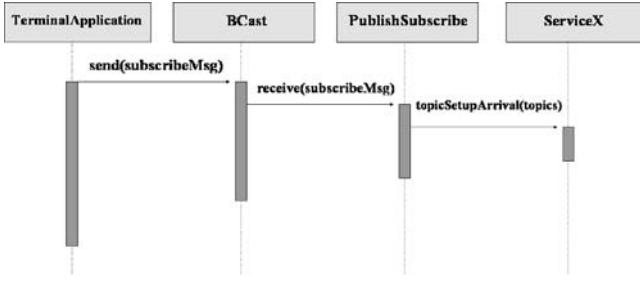 TerminalApplication
BCast
PublishSubscribe
ServiceX
send(subscribeMsg)
receive(subscribeMsg)
topicSetupArrival(topics)